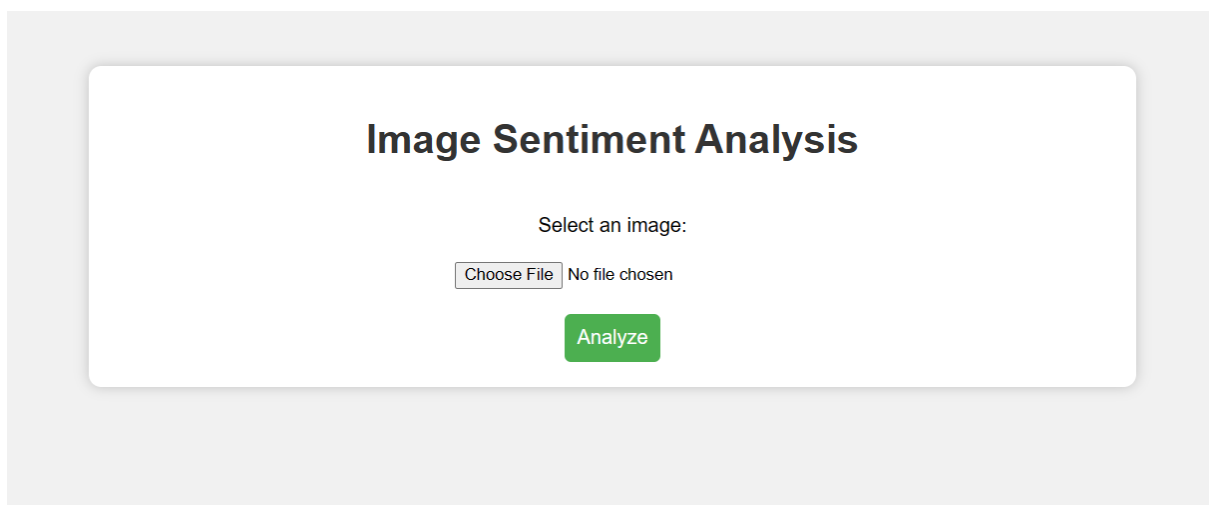 Image Sentiment Analysis
Select an image:
Choose File No file chosen
Analyze